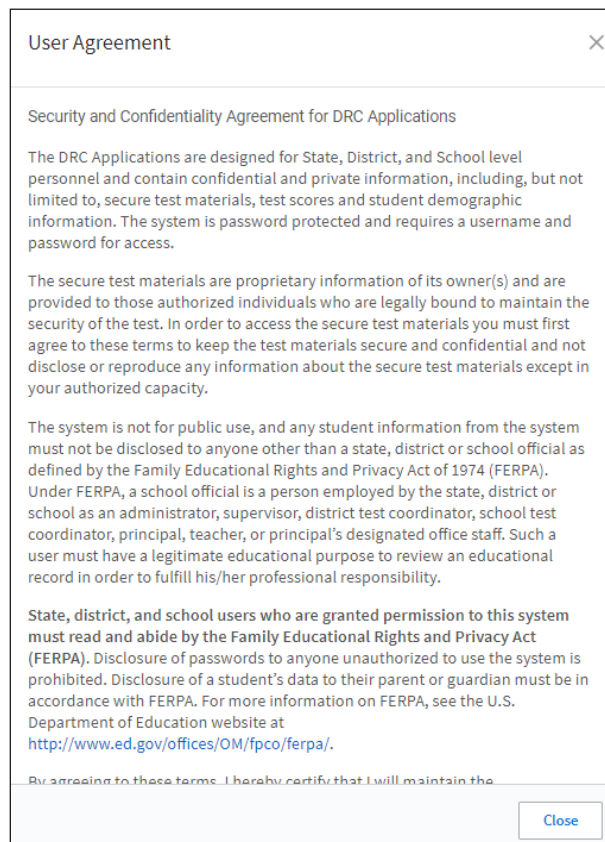 User Agreement
Security and Confidentiality Agreement for DRC Applications
The DRC Applications are designed for State, District, and School level
personnel and contain confidential and private information, including, but not
limited to, secure test materials, test scores and student demographic
information. The system is password protected and requires a username and
password for access.
The secure test materials are proprietary information of its owner(s) and are
provided to those authorized individuals who are legally bound to maintain the
security of the test. In order to access the secure test materials you must first
agree to these terms to keep the test materials secure and confidential and not
disclose or reproduce any information about the secure test materials except in
your authorized capacity.
The system is not for public use, and any student information from the system
must not be disclosed to anyone other than a state, district or school official as
defined by the Family Educational Rights and Privacy Act of 1974 (FERPA).
Under FERPA, a school official is a person employed by the state, district or
school as an administrator, supervisor, district test coordinator, school test
coordinator, principal, teacher, or principal's designated office staff. Such a
user must have a legitimate educational purpose to review an educational
record in order to fulfill his/her professional responsibility.
State, district, and school users who are granted permission to this system
must read and abide by the Family Educational Rights and Privacy Act
(FERPA). Disclosure of passwords to anyone unauthorized to use the system is
prohibited. Disclosure of a student's data to their parent or guardian must be in
accordance with FERPA. For more information on FERPA, see the U.S.
Department of Education website at
http://www.ed.gov/offices/OM/fpco/ferpa/.
By agreeing to these terms, I hereby certify that I will maintain the
Close